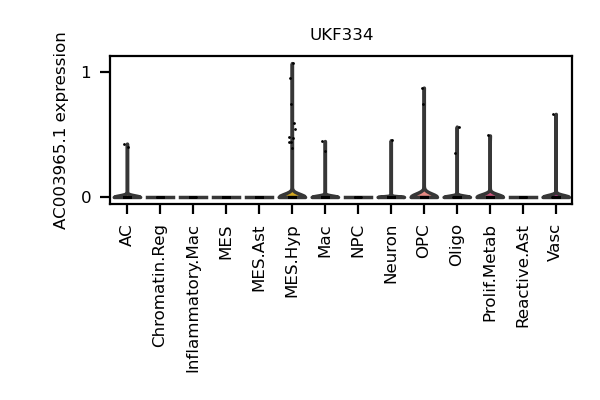 UKF334
AC003965.1 expression
1
0
AC
Chromatin.Reg
Inflammatory.Mac
MES
MES.Ast
MES.Hyp
Mac
NPC
Neuron
OPC
Oligo
Prolif.Metab
Reactive.Ast
Vasc